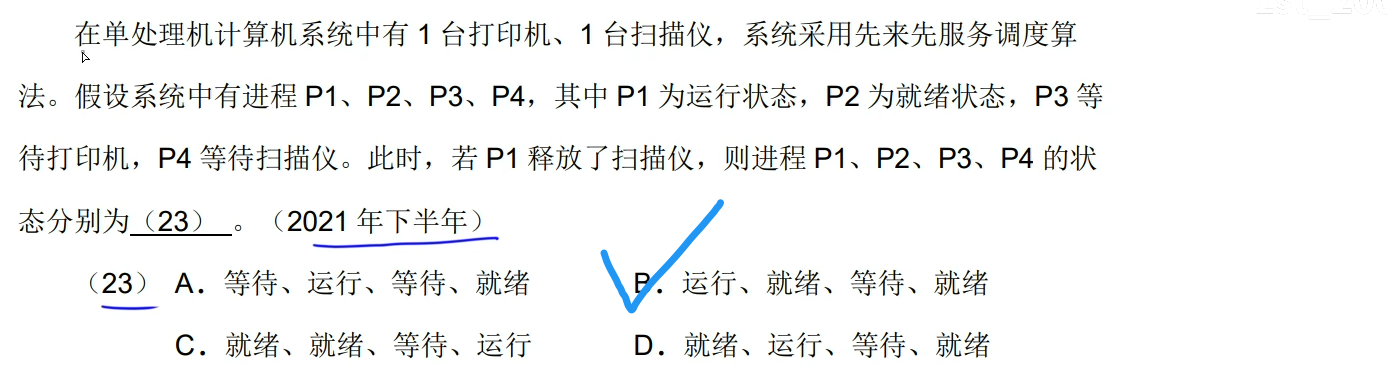 在单处理机计算机系统中有 1 台打印机、1 台扫描仪，系统采用先来先服务调度算
法。假设系统中有进程 P1、P2、P3、P4，其中 P1 为运行状态，P2 为就绪状态，P3 等
待打印机，P4 等待扫描仪。此时，若 P1 释放了扫描仪，则进程 P1、P2、P3、P4 的状
态分别为（23） 。（2021 年下半年）
（23） A．等待、运行、等待、就绪 B．运行、就绪、等待、就绪
C．就绪、就绪、等待、运行 D．就绪、运行、等待、就绪